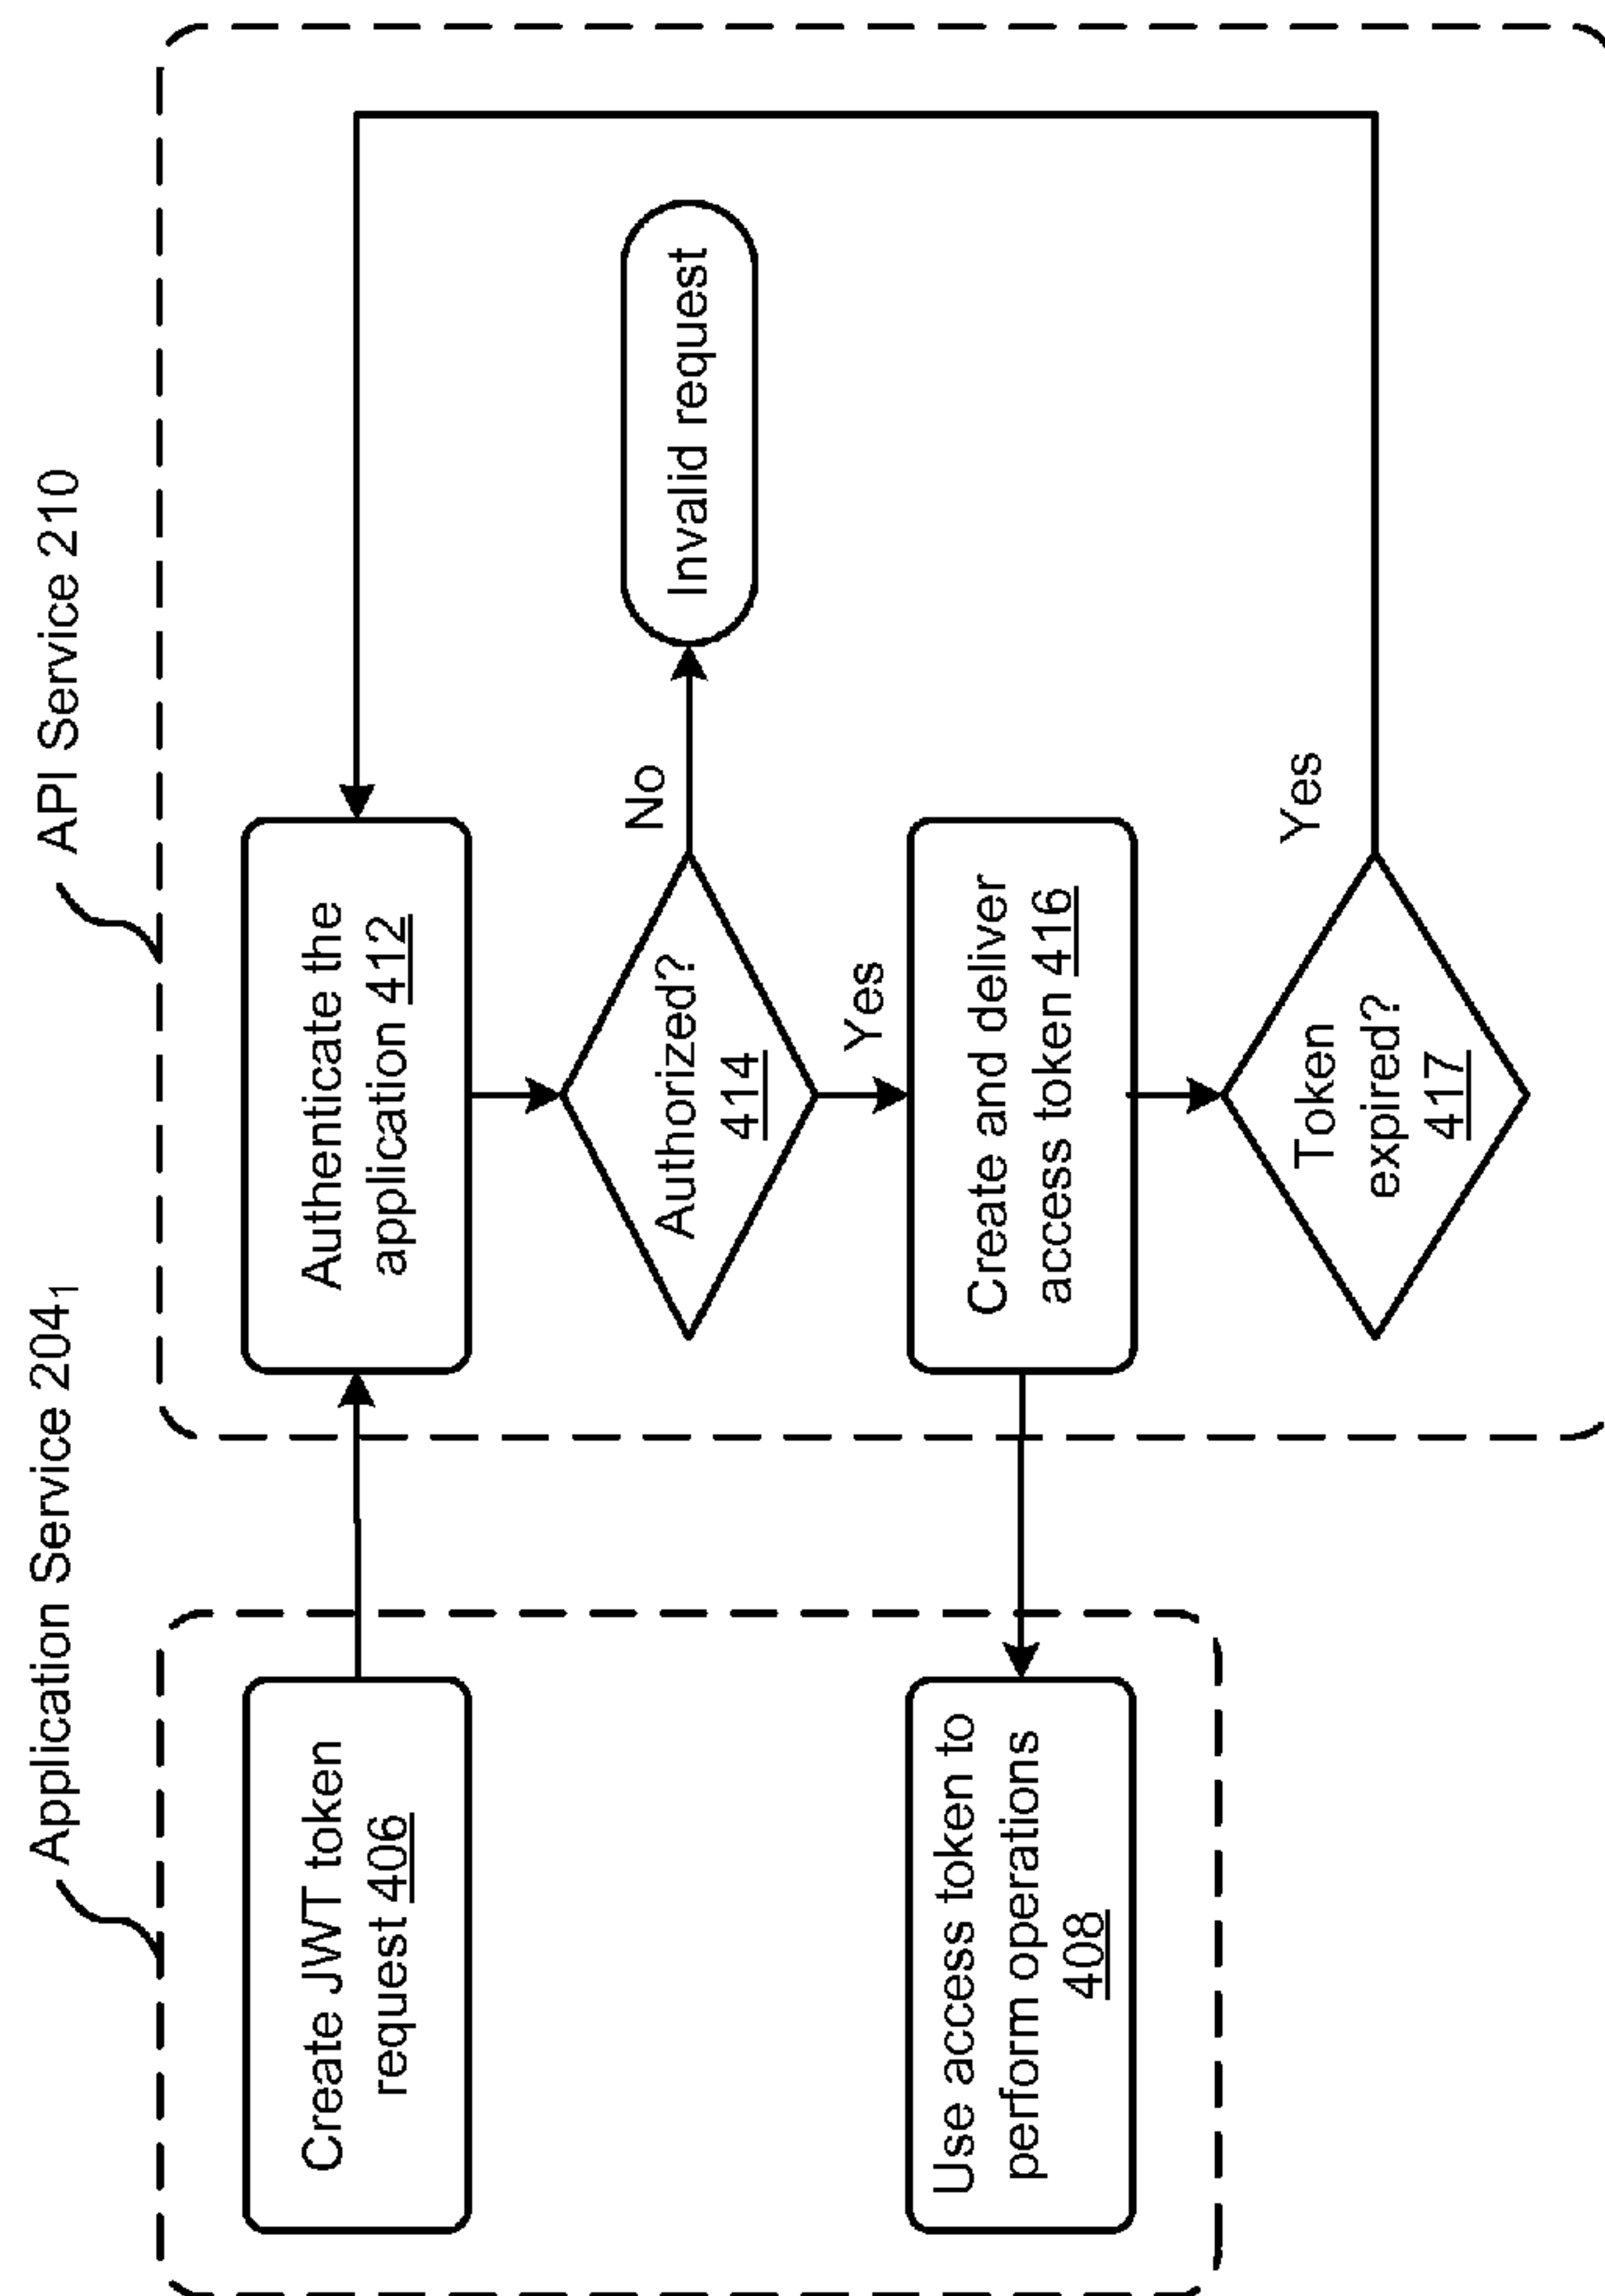 Application Service 204₁
API Service 210
Create JWT token
request 406
Authenticate the
application 412
Authorized?
414
No
Invalid request
Yes
Create and deliver
access token 416
Use access token to
perform operations
408
Token
expired?
417
Yes